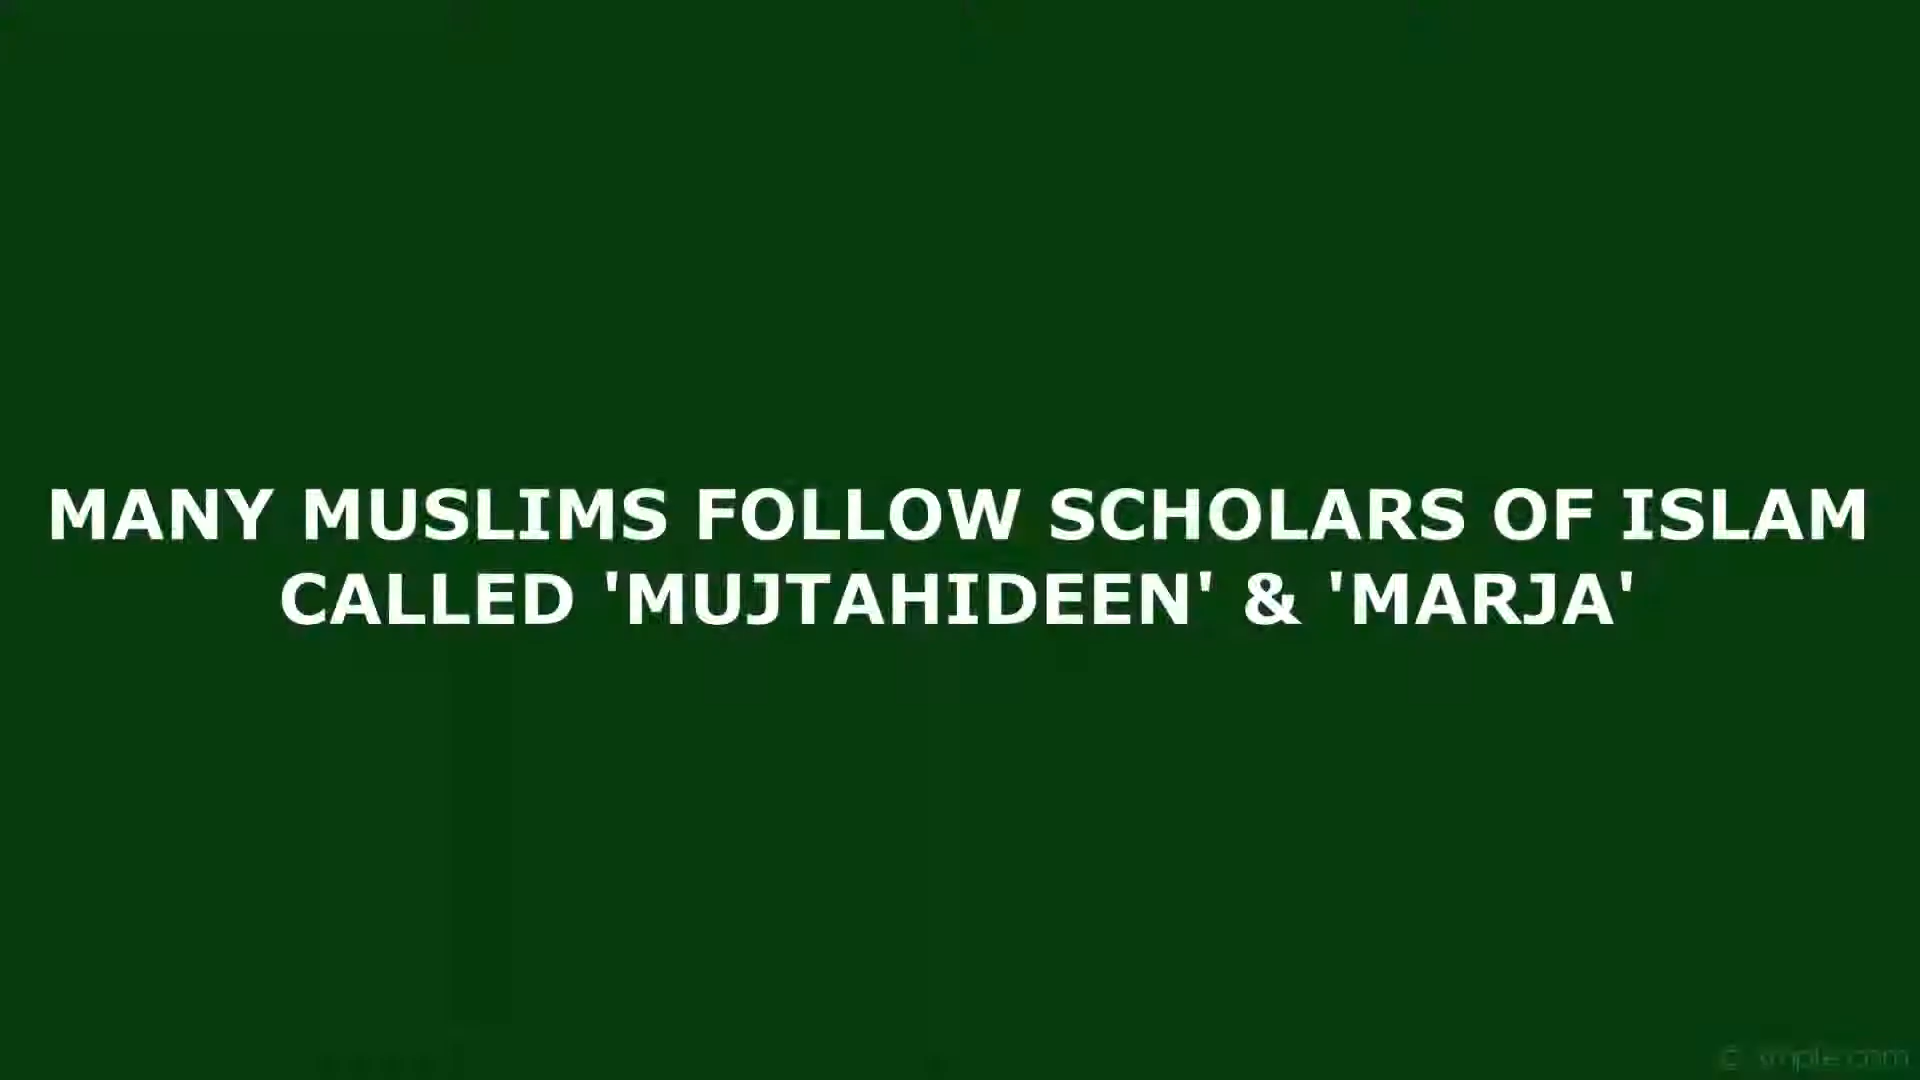 MANY MUSLIMS FOLLOW SCHOLARS OF ISLAM
CALLED 'MUJTAHIDEEN' & 'MARJA'